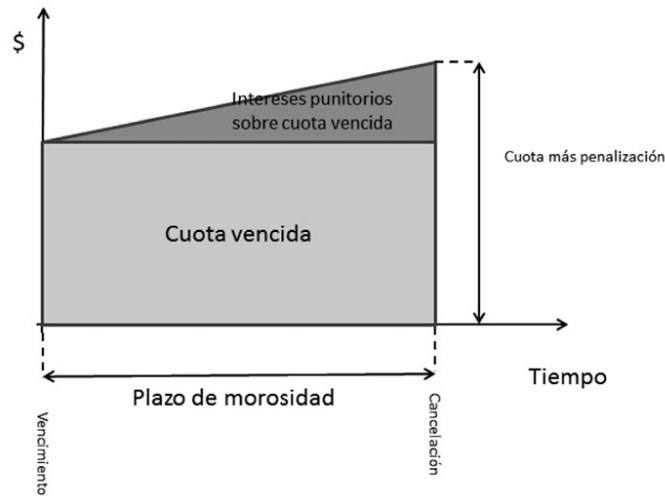 $
Intereses punitorios
sobre cuota vencida
Cuota más penalización
Cuota vencida
Tiempo
Plazo de morosidad
Vencimiento
Cancelación